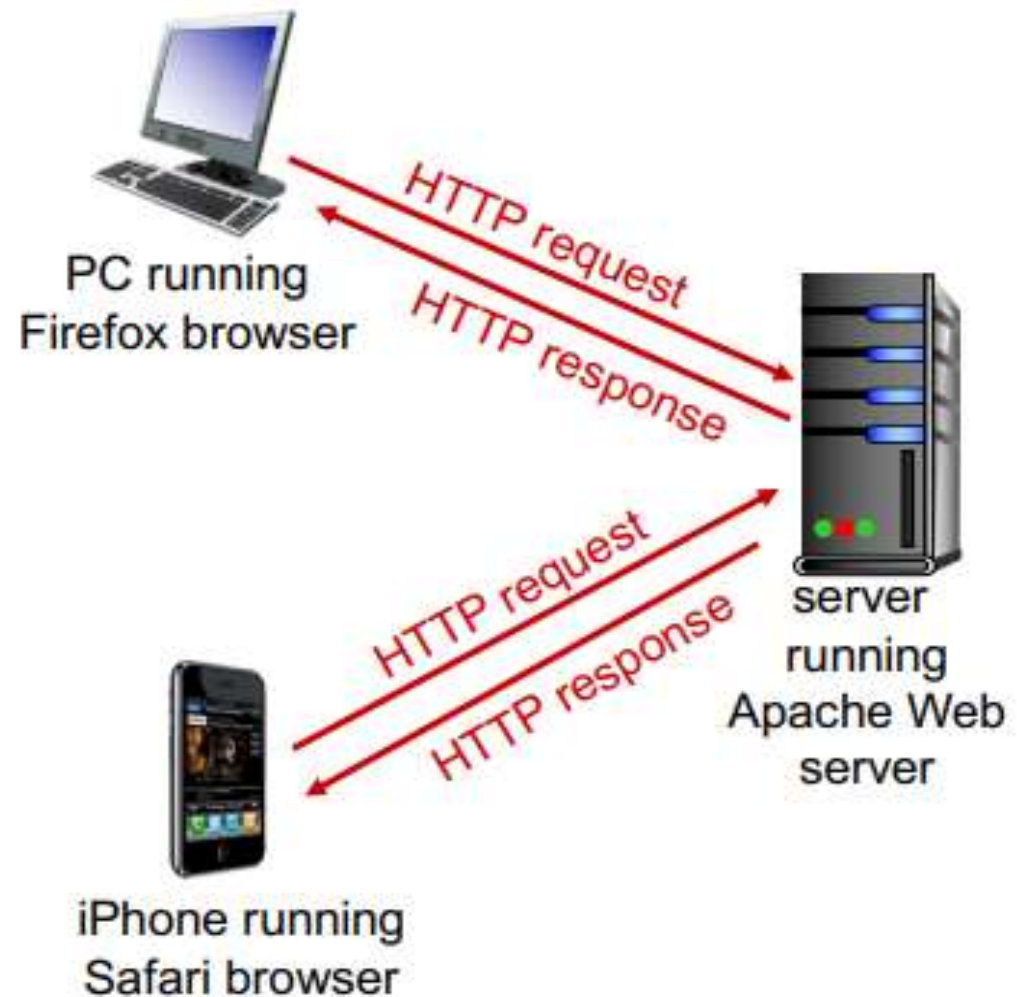 HTTP request
PC running
Firefox browser
HTTP response
HTTP request
HTTP response
server
running
Apache Web
server
iPhone running
Safari browser